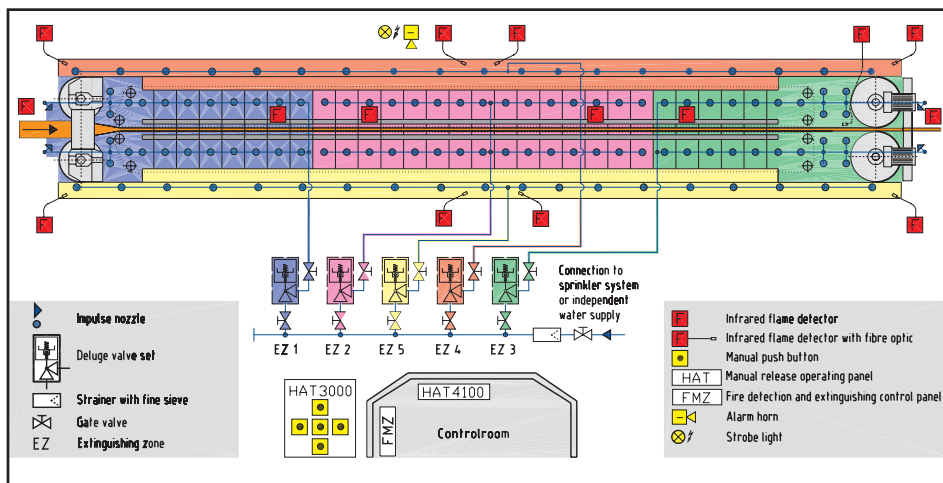 F F F F F
F F F F F F
F F F F
Connection to
sprinkler system
or independent
water supply
EZ 1 EZ 2 EZ 5 EZ 4 EZ 3
Impulse nozzle
Deluge valve set
Strainer with fine sieve
Gate valve
EZ Extinguishing zone
HAT3000
HAT4100
FMZ
Controlroom
F Infrared flame detector
F Infrared flame detector with fibre optic
Manual push button
HAT Manual release operating panel
FMZ Fire detection and extinguishing control panel
Alarm horn
Strobe light